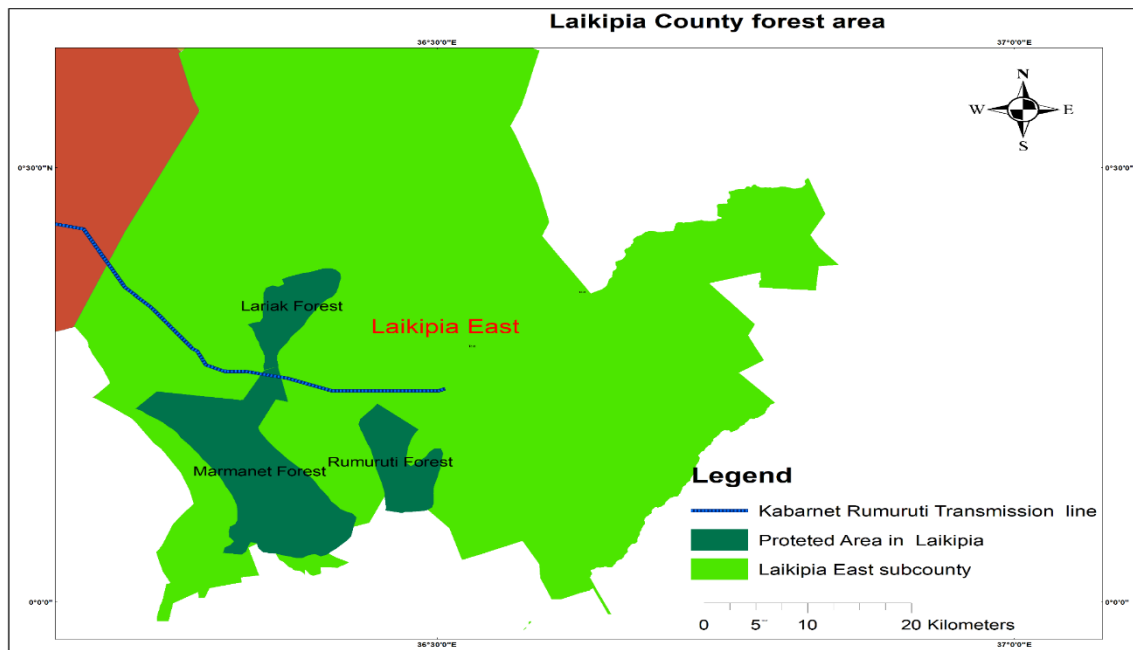 Laikipia County forest area
36°30'0"E
37°0'0"E
N
W
E
S
0°30'0"N
0°30'0"
Lariak Forest
Laikipia East
Rumuruti Forest
Marmanet Forest
Legend
Kabarnet Rumuruti Transmission line
Proteted Area in Laikipia
Laikipia East subcounty
0°0'0"
0°0'0"
0 5 10 20 Kilometers
36°30'0"E
37°0'0"E